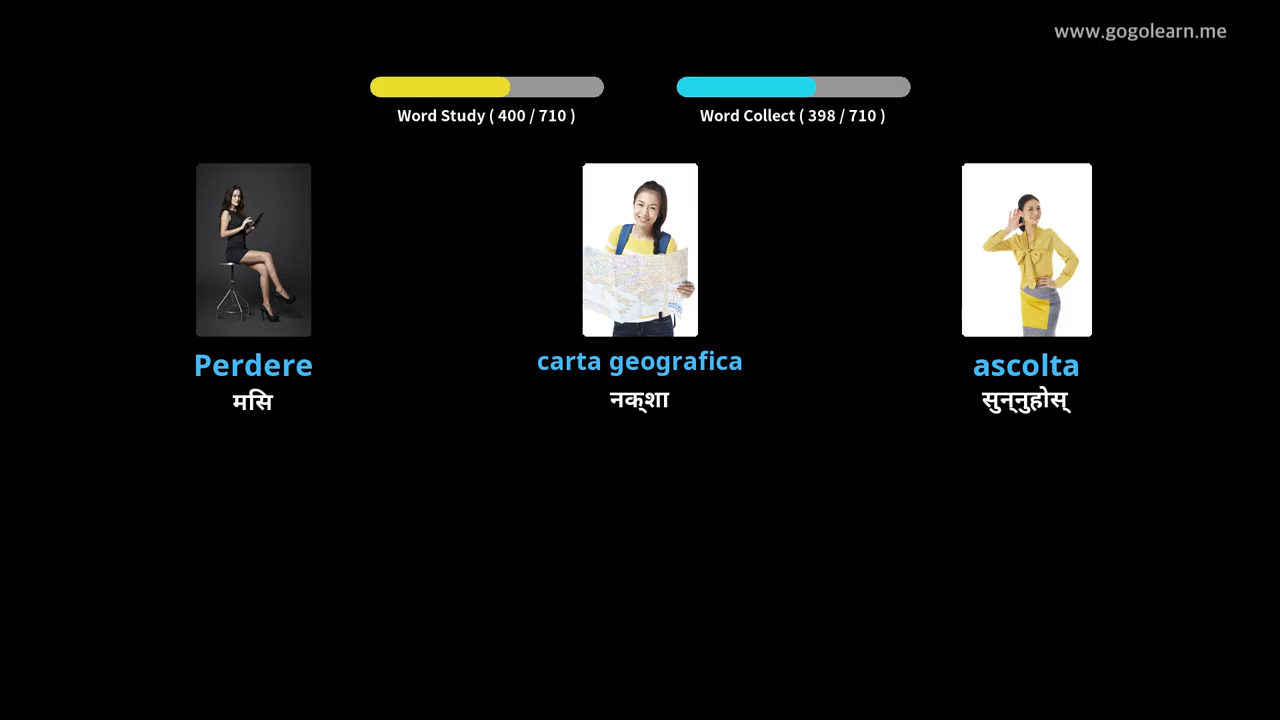 www.gogolearn.me
Word Study ( 400 / 710 )
Word Collect ( 398 / 710 )
Perdere
मसि
carta geografica
नक्शा
ascolta
सुन्नुहोस्